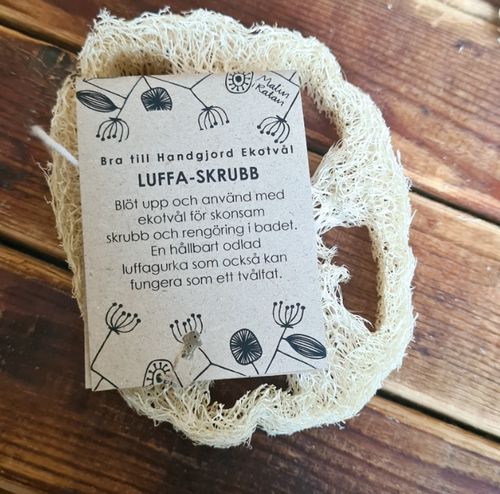 Malin
Ratan
Bra till Handgjord Ekotvål
LUFFA-SKRUBB
Blöt upp och använd med
ekotvål för skonsam
skrubb och rengöring i badet.
En hållbart odlad
luffagurka som också kan
fungera som ett tvålfat.